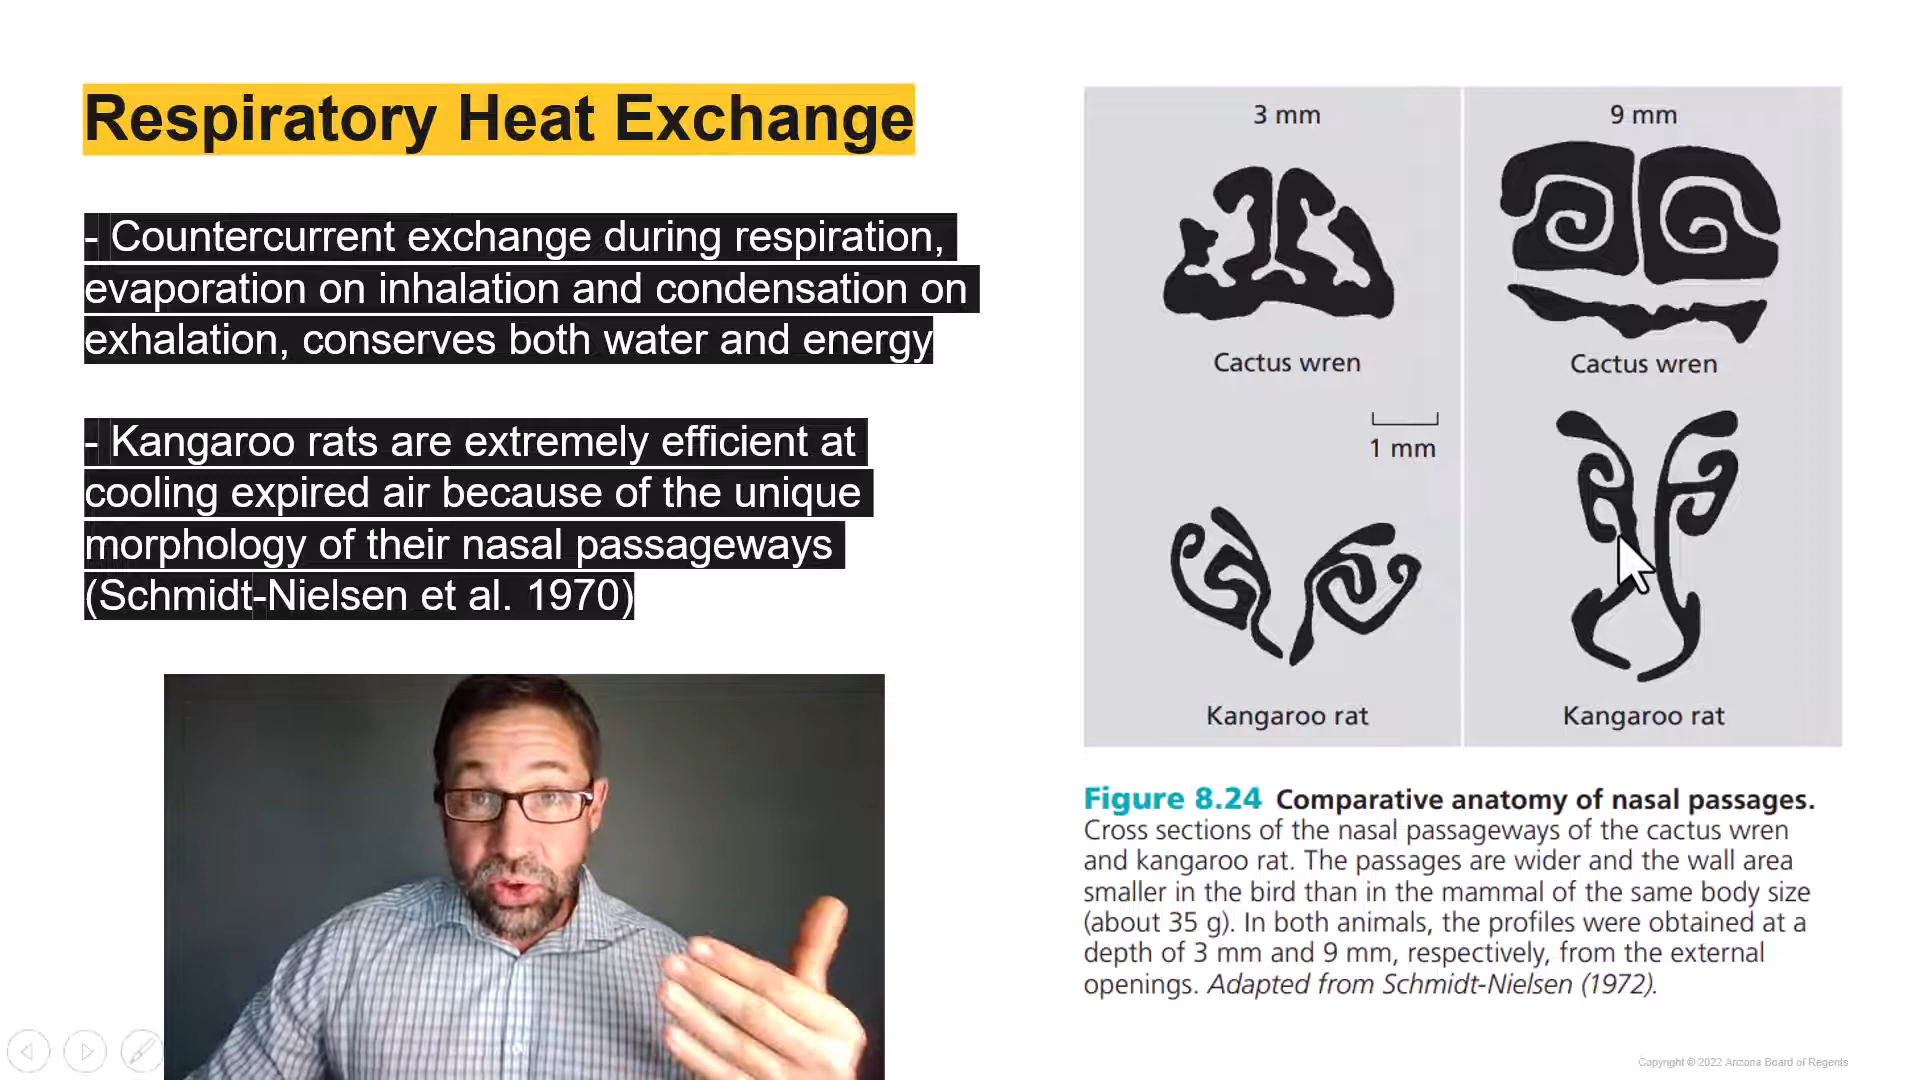 Respiratory Heat Exchange
- Countercurrent exchange during respiration,
evaporation on inhalation and condensation on
exhalation, conserves both water and energy
- Kangaroo rats are extremely efficient at
cooling expired air because of the unique
morphology of their nasal passageways
(Schmidt-Nielsen et al. 1970)
3 mm
9 mm
Cactus wren
Cactus wren
1 mm
Kangaroo rat
Kangaroo rat
Figure 8.24 Comparative anatomy of nasal passages.
Cross sections of the nasal passageways of the cactus wren
and kangaroo rat. The passages are wider and the wall area
smaller in the bird than in the mammal of the same body size
(about 35 g). In both animals, the profiles were obtained at a
depth of 3 mm and 9 mm, respectively, from the external
openings. Adapted from Schmidt-Nielsen (1972).
Copyright © 2022 Arizona Board of Regents